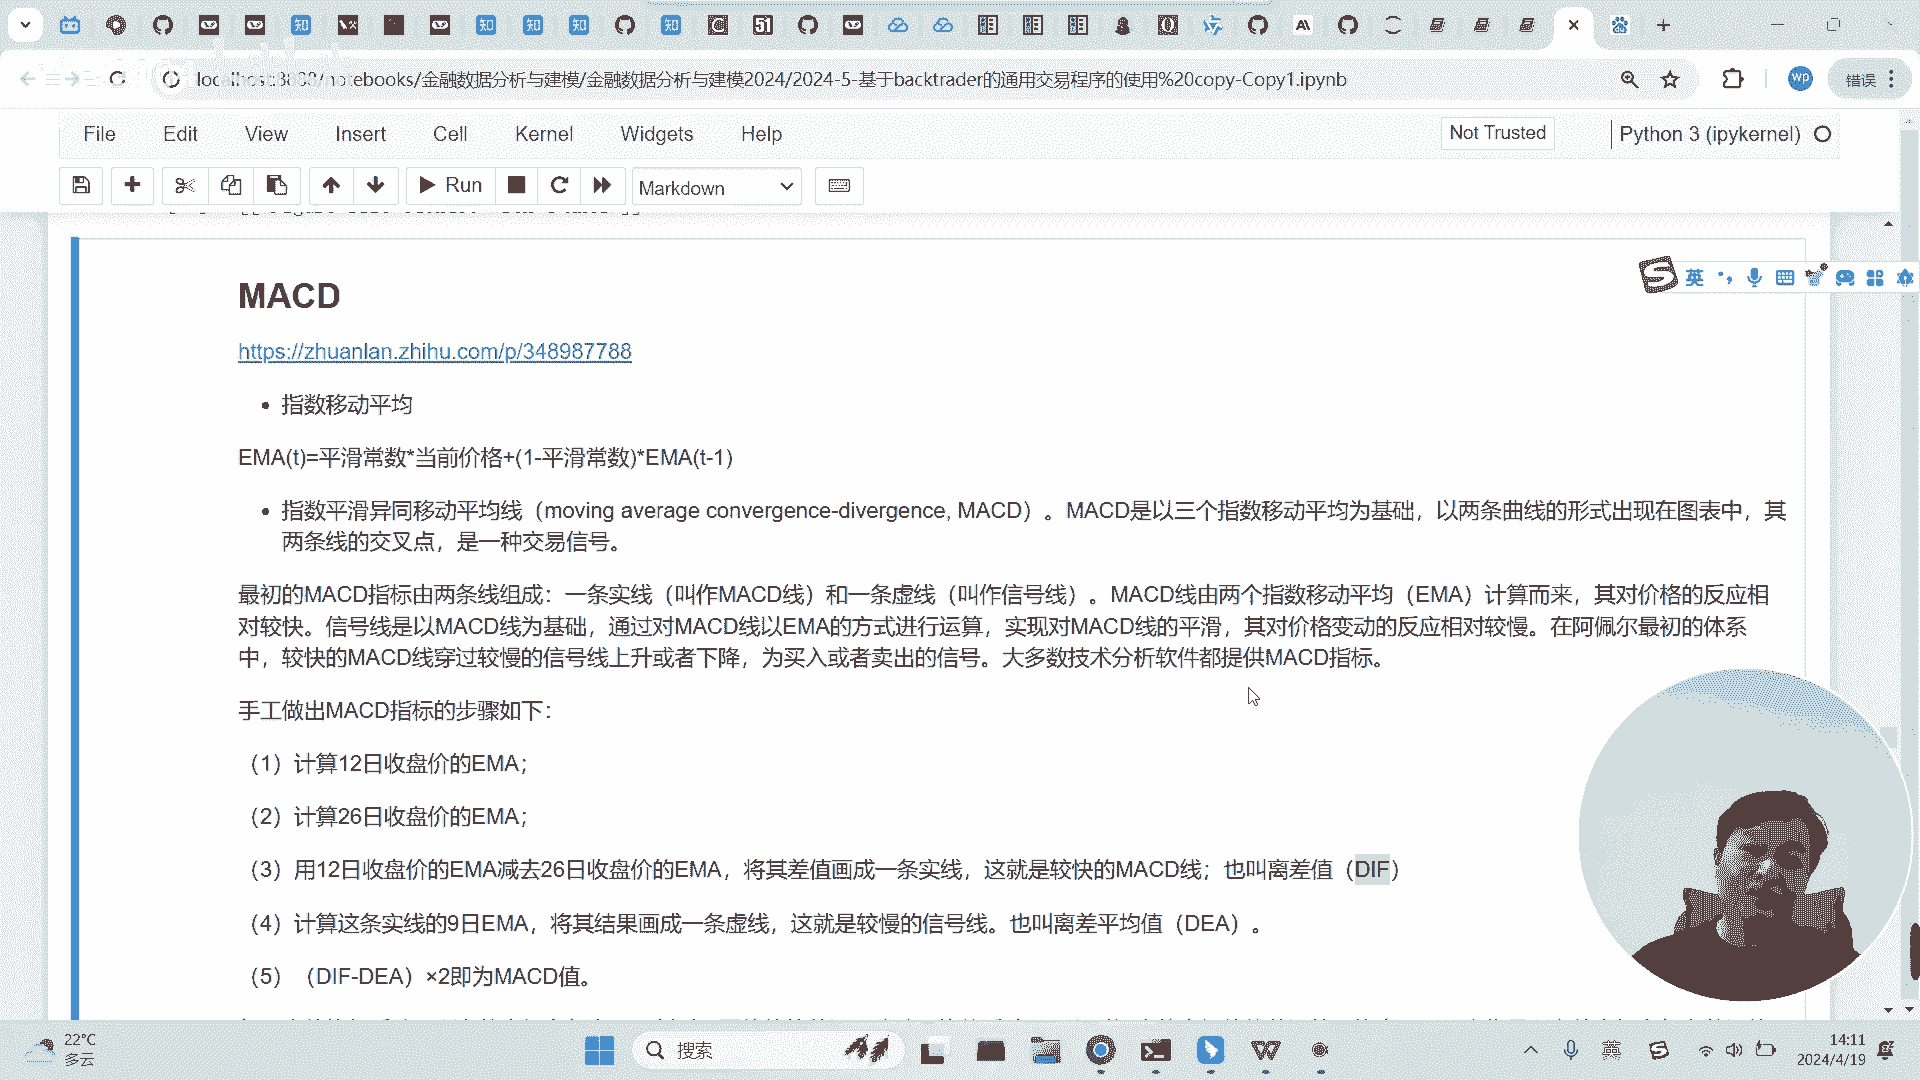 localhost:8888/notebooks/金融数据分析与建模/金融数据分析与建模2024/2024-5-基于backtrader的通用交易程序的使用%20copy-Copy1.ipynb
wp
错误
File Edit View Insert Cell Kernel Widgets Help
Not Trusted
Python 3 (ipykernel)
Run
Markdown
英
MACD
https://zhuanlan.zhihu.com/p/348987788
指数移动平均
EMA(t)=平滑常数*当前价格+(1-平滑常数)*EMA(t-1)
指数平滑异同移动平均线（moving average convergence-divergence, MACD）。MACD是以三个指数移动平均为基础，以两条曲线的形式出现在图表中，其
两条线的交叉点，是一种交易信号。
最初的MACD指标由两条线组成：一条实线（叫作MACD线）和一条虚线（叫作信号线）。MACD线由两个指数移动平均（EMA）计算而来，其对价格的反应相
对较快。信号线是以MACD线为基础，通过对MACD线以EMA的方式进行运算，实现对MACD线的平滑，其对价格变动的反应相对较慢。在阿佩尔最初的体系
中，较快的MACD线穿过较慢的信号线上升或者下降，为买入或者卖出的信号。大多数技术分析软件都提供MACD指标。
手工做出MACD指标的步骤如下：
（1）计算12日收盘价的EMA；
（2）计算26日收盘价的EMA；
（3）用12日收盘价的EMA减去26日收盘价的EMA，将其差值画成一条实线，这就是较快的MACD线；也叫离差值（DIF）
（4）计算这条实线的9日EMA，将其结果画成一条虚线，这就是较慢的信号线。也叫离差平均值（DEA）。
（5）（DIF-DEA）×2即为MACD值。
22°C
多云
搜索
英
14:11
2024/4/19